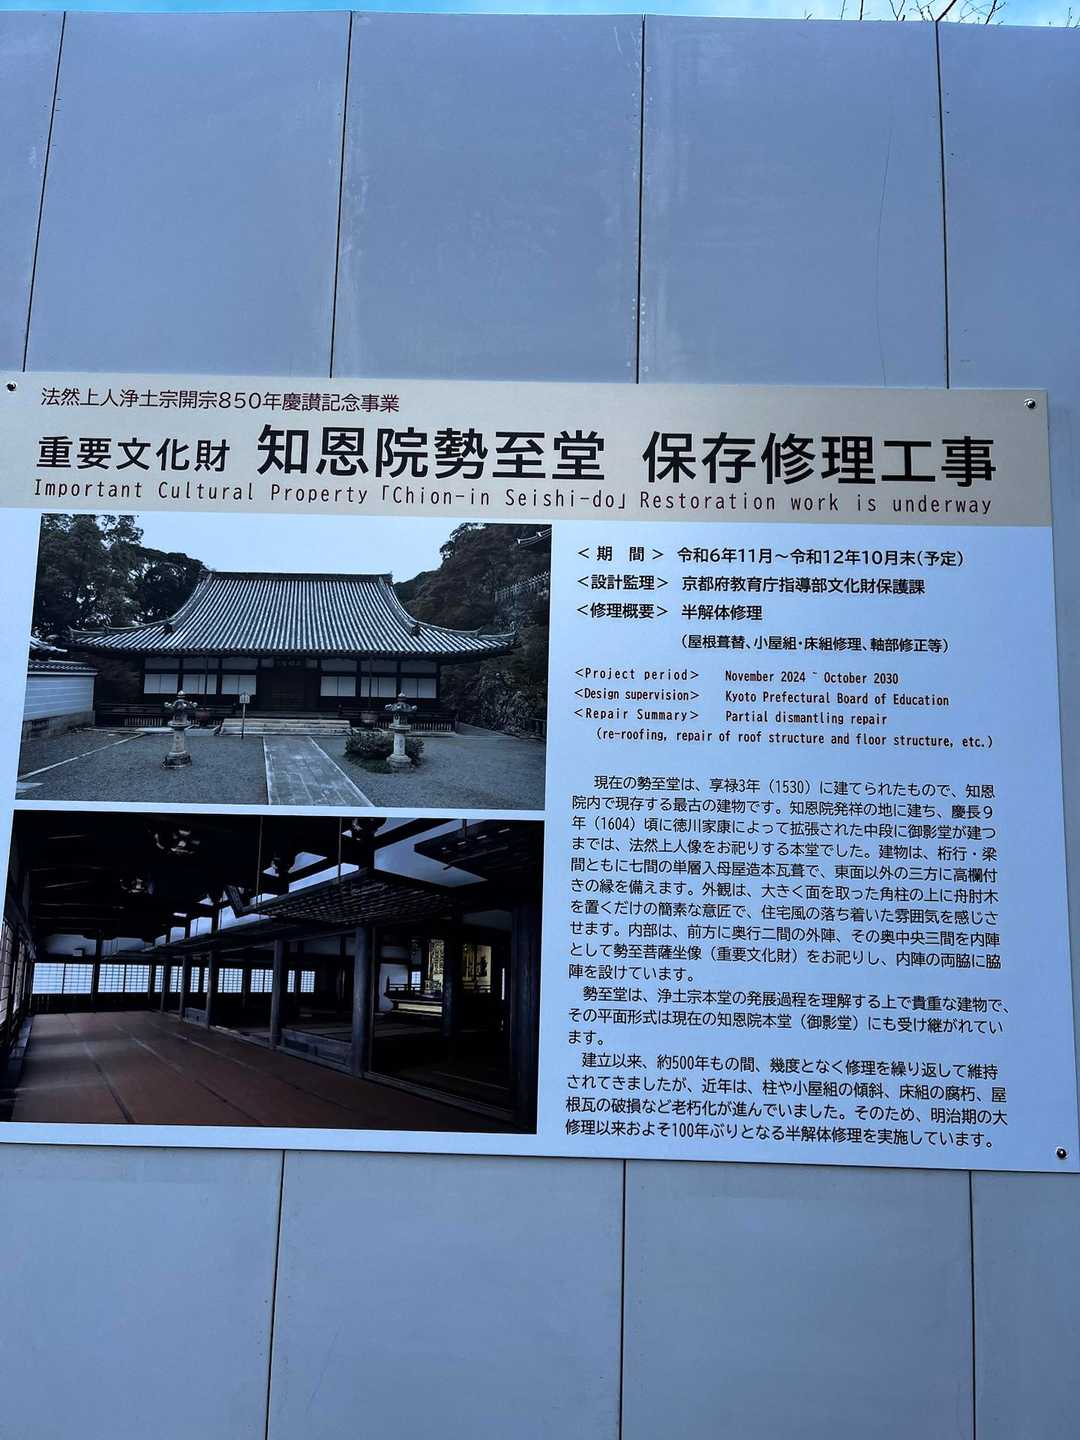 法然上人浄土宗開宗850年慶讃記念事業
重要文化財 知恩院勢至堂 保存修理工事
Important Cultural Property「Chion-in Seishi-do」Restoration work is underway
＜期 間＞ 令和6年11月～令和12年10月末(予定)
＜設計監理＞ 京都府教育庁指導部文化財保護課
＜修理概要＞ 半解体修理
(屋根葺替、小屋組・床組修理、軸部修正等)
<Project period> November 2024 ~ October 2030
<Design supervision> Kyoto Prefectural Board of Education
<Repair Summary> Partial dismantling repair
(re-roofing, repair of roof structure and floor structure, etc.)
現在の勢至堂は、享禄3年（1530）に建てられたもので、知恩
院内で現存する最古の建物です。知恩院発祥の地に建ち、慶長９
年（1604）頃に徳川家康によって拡張された中段に御影堂が建つ
までは、法然上人像をお祀りする本堂でした。建物は、桁行・梁
間ともに七間の単層入母屋造本瓦葺で、東面以外の三方に高欄付
きの縁を備えます。外観は、大きく面を取った角柱の上に舟肘木
を置くだけの簡素な意匠で、住宅風の落ち着いた雰囲気を感じさ
せます。内部は、前方に奥行二間の外陣、その奥中央三間を内陣
として勢至菩薩坐像（重要文化財）をお祀りし、内陣の両脇に脇
陣を設けています。
勢至堂は、浄土宗本堂の発展過程を理解する上で貴重な建物で、
その平面形式は現在の知恩院本堂（御影堂）にも受け継がれてい
ます。
建立以来、約500年もの間、幾度となく修理を繰り返して維持
されてきましたが、近年は、柱や小屋組の傾斜、床組の腐朽、屋
根瓦の破損など老朽化が進んでいました。そのため、明治期の大
修理以来およそ100年ぶりとなる半解体修理を実施しています。